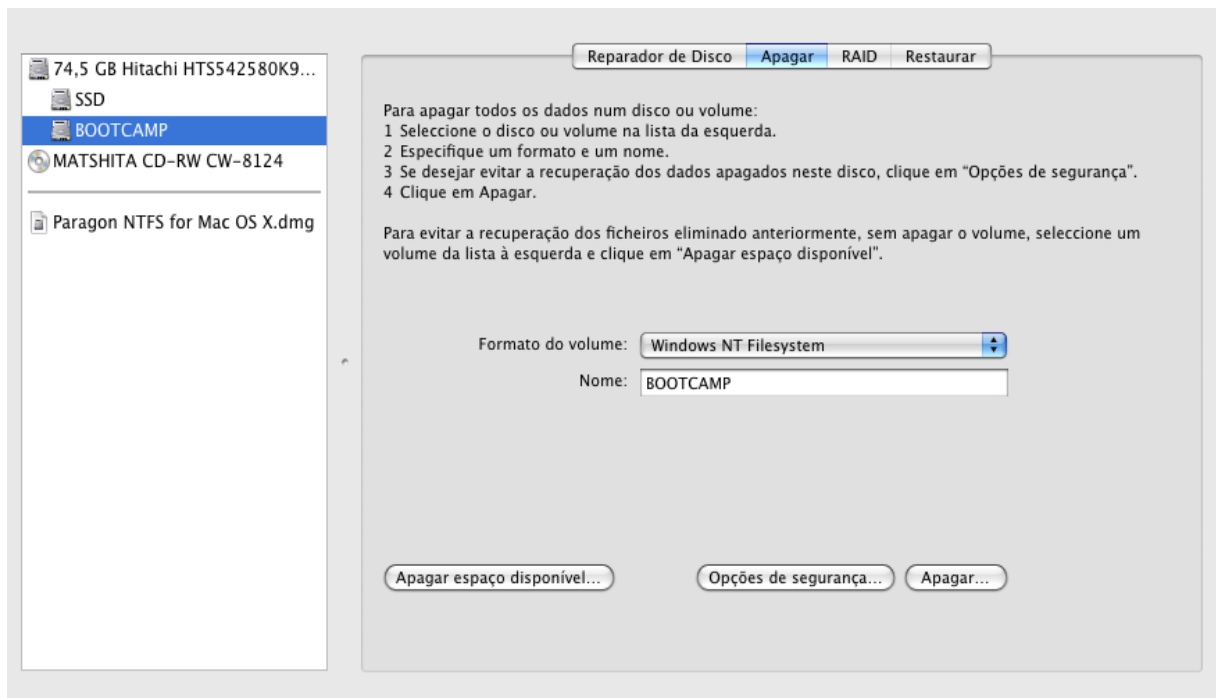 74,5 GB Hitachi HTS542580K9...
SSD
BOOTCAMP
MATSHITA CD-RW CW-8124
Paragon NTFS for Mac OS X.dmg
Reparador de Disco Apagar RAID Restaurar
Para apagar todos os dados num disco ou volume:
1 Seleccione o disco ou volume na lista da esquerda.
2 Especifique um formato e um nome.
3 Se desejar evitar a recuperação dos dados apagados neste disco, clique em “Opções de segurança”.
4 Clique em Apagar.
Para evitar a recuperação dos ficheiros eliminado anteriormente, sem apagar o volume, seleccione um
volume da lista à esquerda e clique em “Apagar espaço disponível”.
Formato do volume: Windows NT Filesystem
Nome: BOOTCAMP
Apagar espaço disponível... Opções de segurança... Apagar...